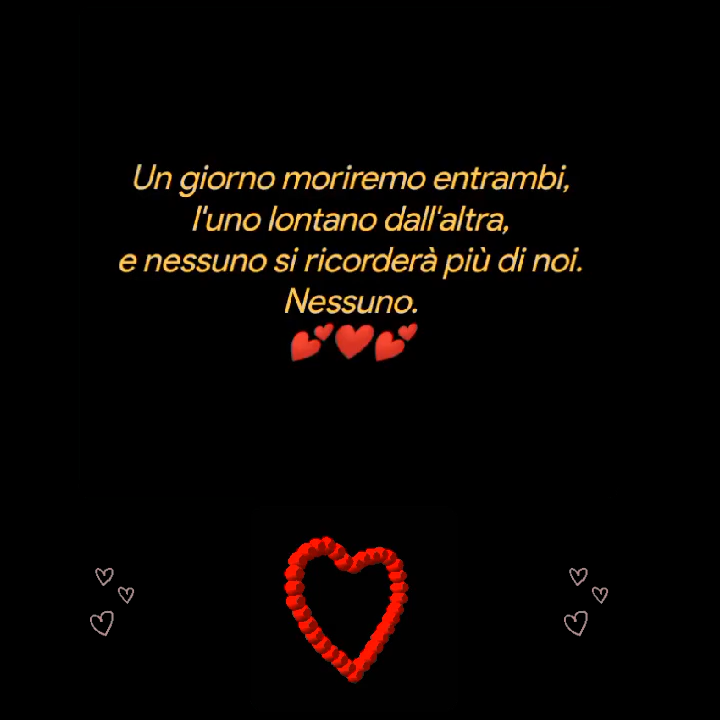 Un giorno moriremo entrambi,
l'uno lontano dall'altra,
e nessuno si ricorderà più di noi.
Nessuno.
💕❤️💕